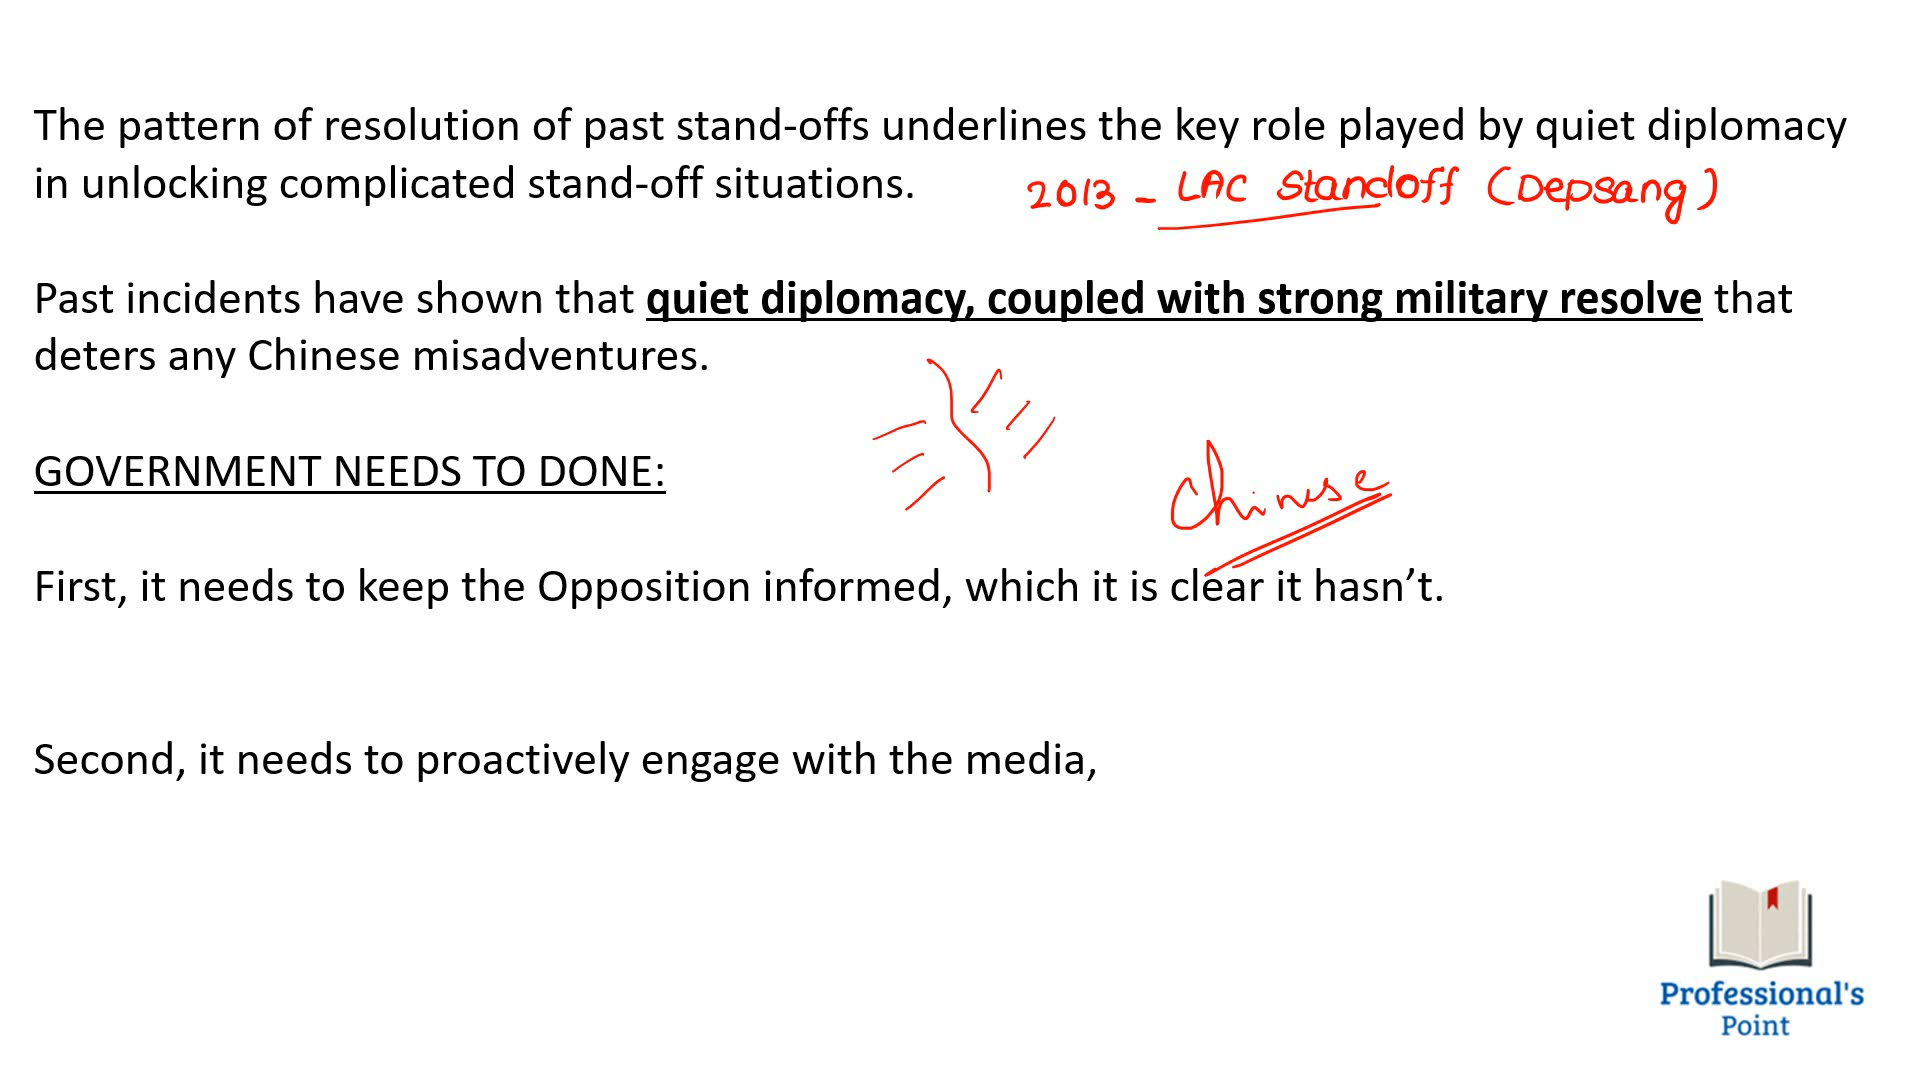 The pattern of resolution of past stand-offs underlines the key role played by quiet diplomacy
in unlocking complicated stand-off situations.
2013 - LAC Standoff (Depsang)
Past incidents have shown that quiet diplomacy, coupled with strong military resolve that
deters any Chinese misadventures.
GOVERNMENT NEEDS TO DONE:
Chinese
First, it needs to keep the Opposition informed, which it is clear it hasn’t.
Second, it needs to proactively engage with the media,
Professional's
Point